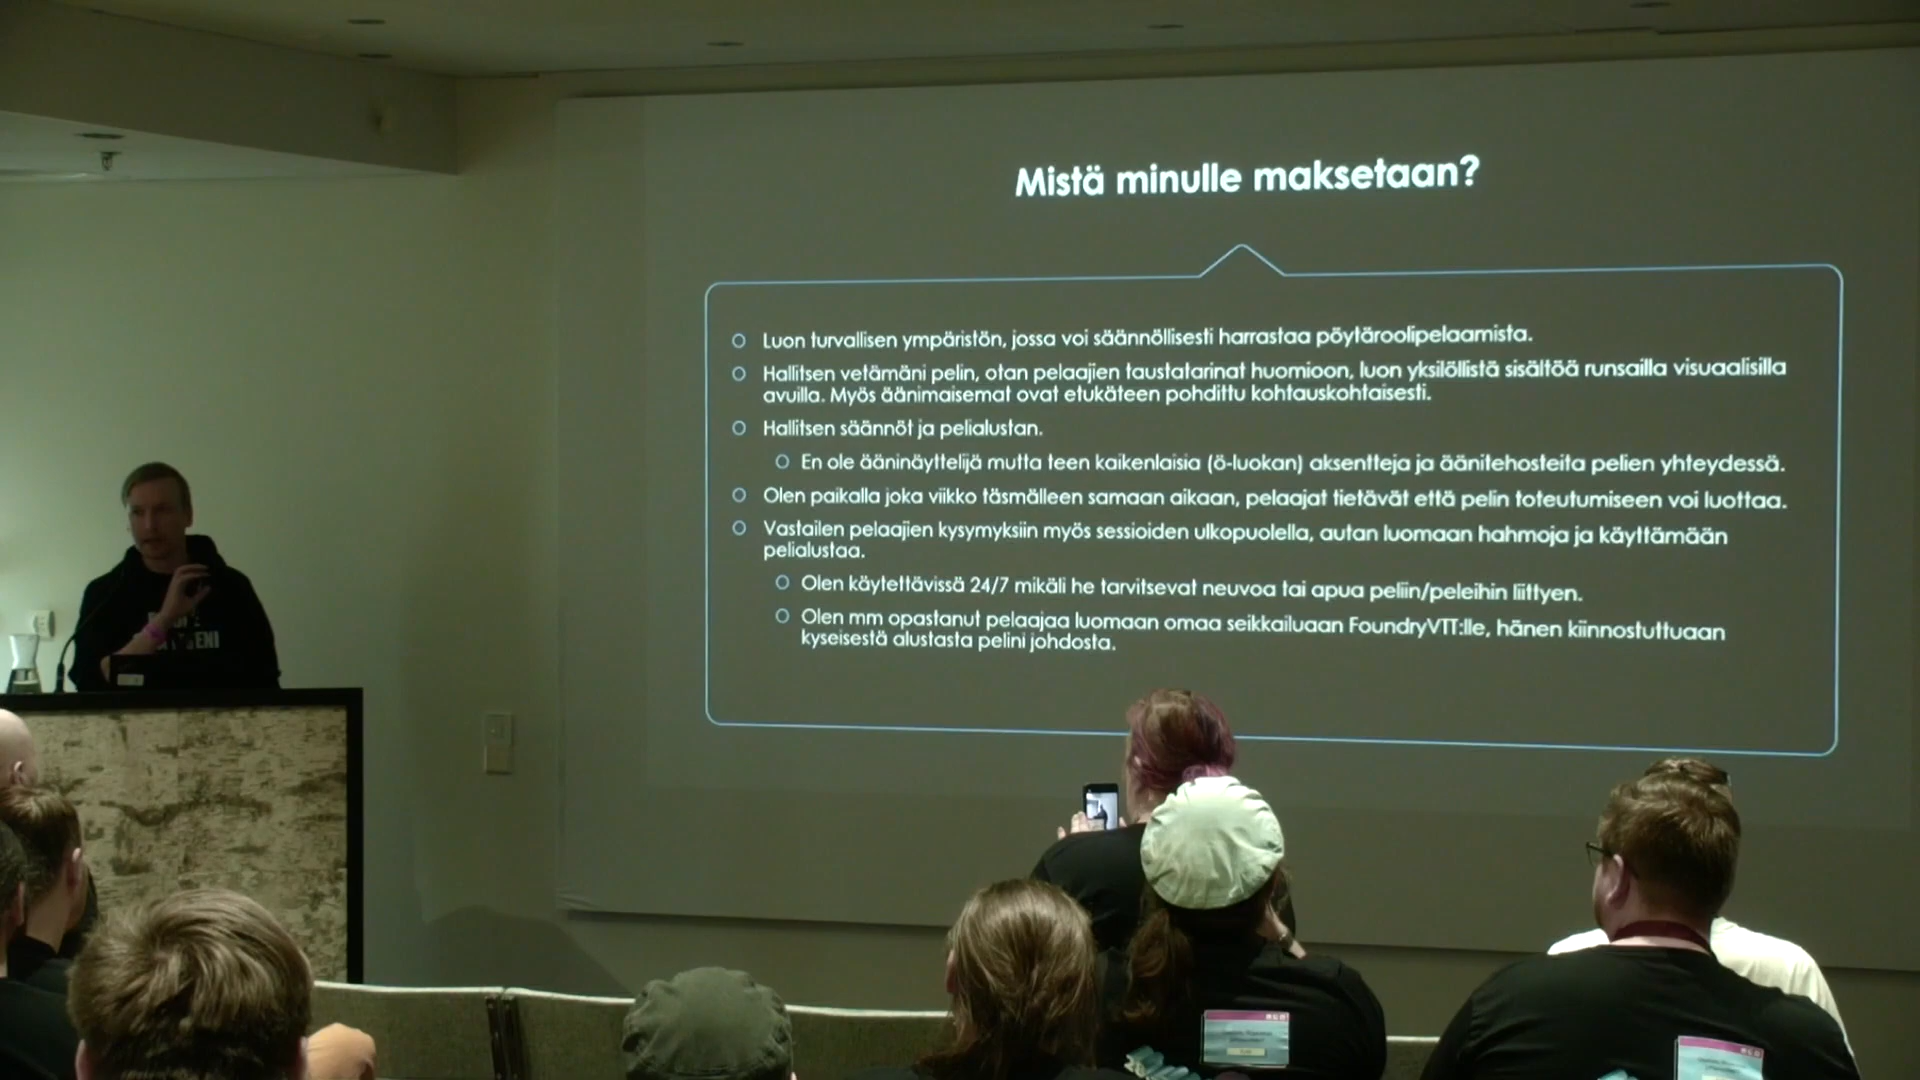 Mistä minulle maksetaan?
Luon turvallisen ympäristön, jossa voi säännöllisesti harrastaa pöytäroolipelaamista.
Hallitsen vetämäni pelin, otan pelaajien taustatarinat huomioon, luon yksilöllistä sisältöä runsailla visuaalisilla
avuilla. Myös äänimaisemat ovat etukäteen pohdittu kohtauskohtaisesti.
Hallitsen säännöt ja pelialustan.
En ole ääninäyttelijä mutta teen kaikenlaisia (ö-luokan) aksentteja ja äänitehosteita pelien yhteydessä.
Olen paikalla joka viikko täsmälleen samaan aikaan, pelaajat tietävät että pelin toteutumiseen voi luottaa.
Vastailen pelaajien kysymyksiin myös sessioiden ulkopuolella, autan luomaan hahmoja ja käyttämään
pelialustaa.
Olen käytettävissä 24/7 mikäli he tarvitsevat neuvoa tai apua peliin/peleihin liittyen.
Olen mm opastanut pelaajaa luomaan omaa seikkailuaan FoundryVTT:lle, hänen kiinnostuttuaan
kyseisestä alustasta pelini johdosta.